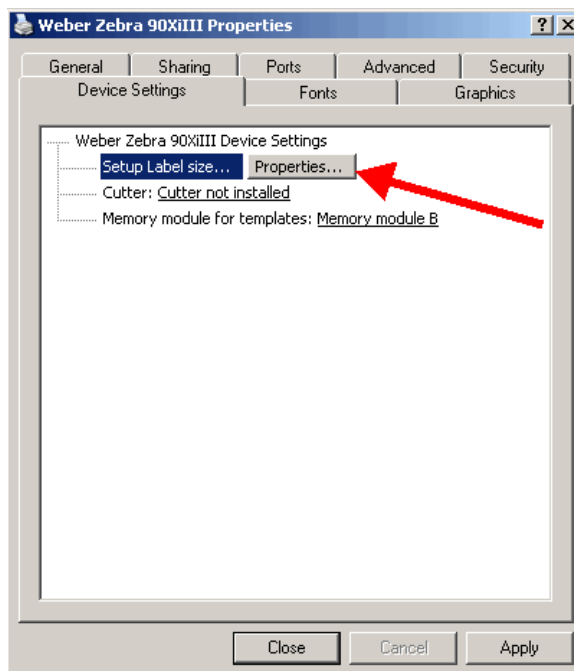 Weber Zebra 90XiIII Properties
General Sharing Ports Advanced Security
Device Settings Fonts Graphics
Weber Zebra 90XiIII Device Settings
Setup Label size... Properties...
Cutter: Cutter not installed
Memory module for templates: Memory module B
Close Cancel Apply